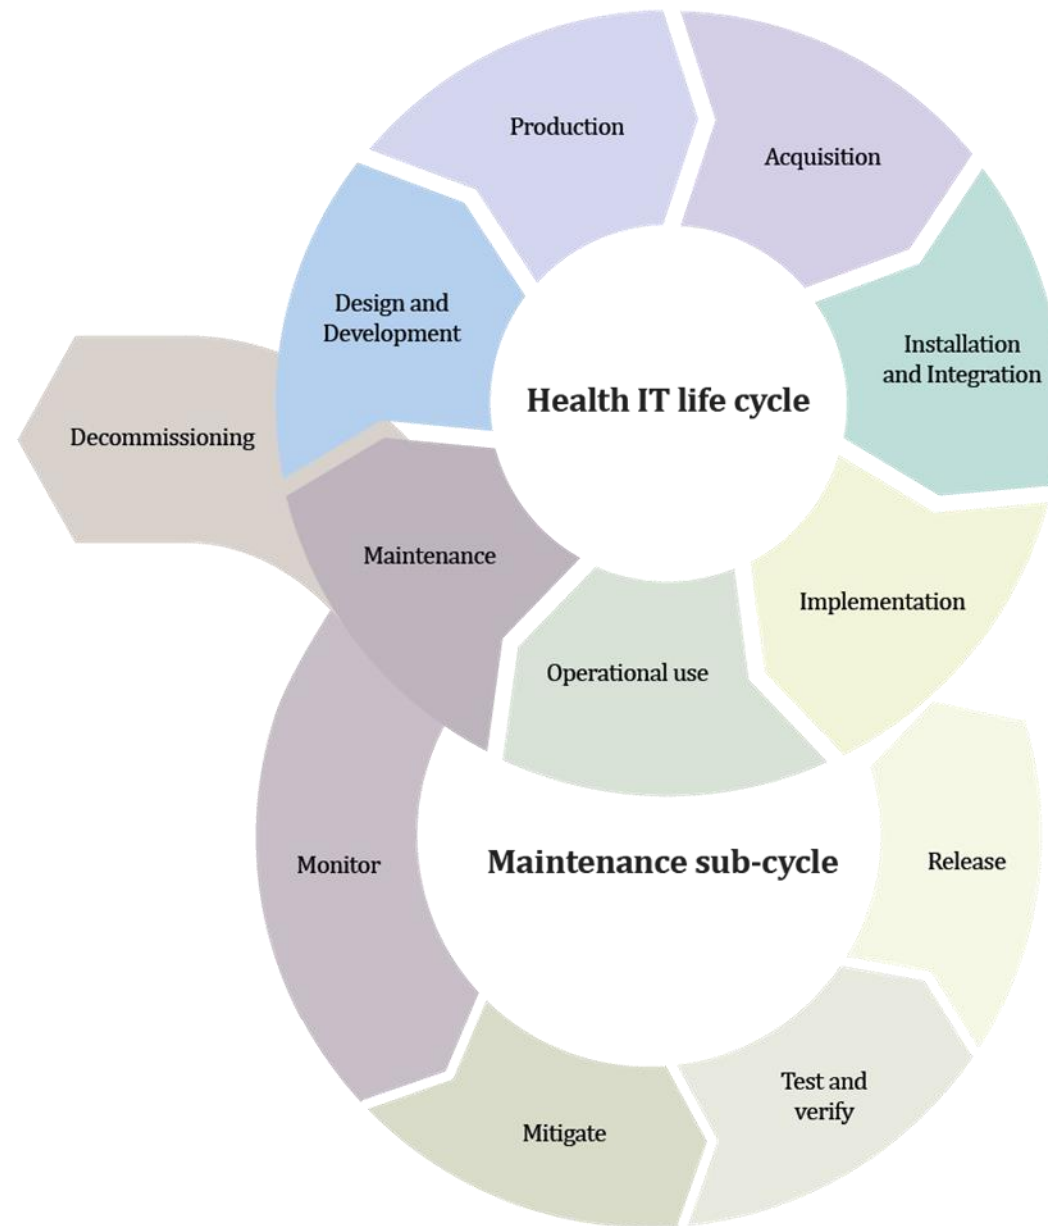 Production
Acquisition
Design and
Development
Installation
and Integration
Health IT life cycle
Decommissioning
Maintenance
Implementation
Operational use
Maintenance sub-cycle
Monitor
Release
Test and
verify
Mitigate